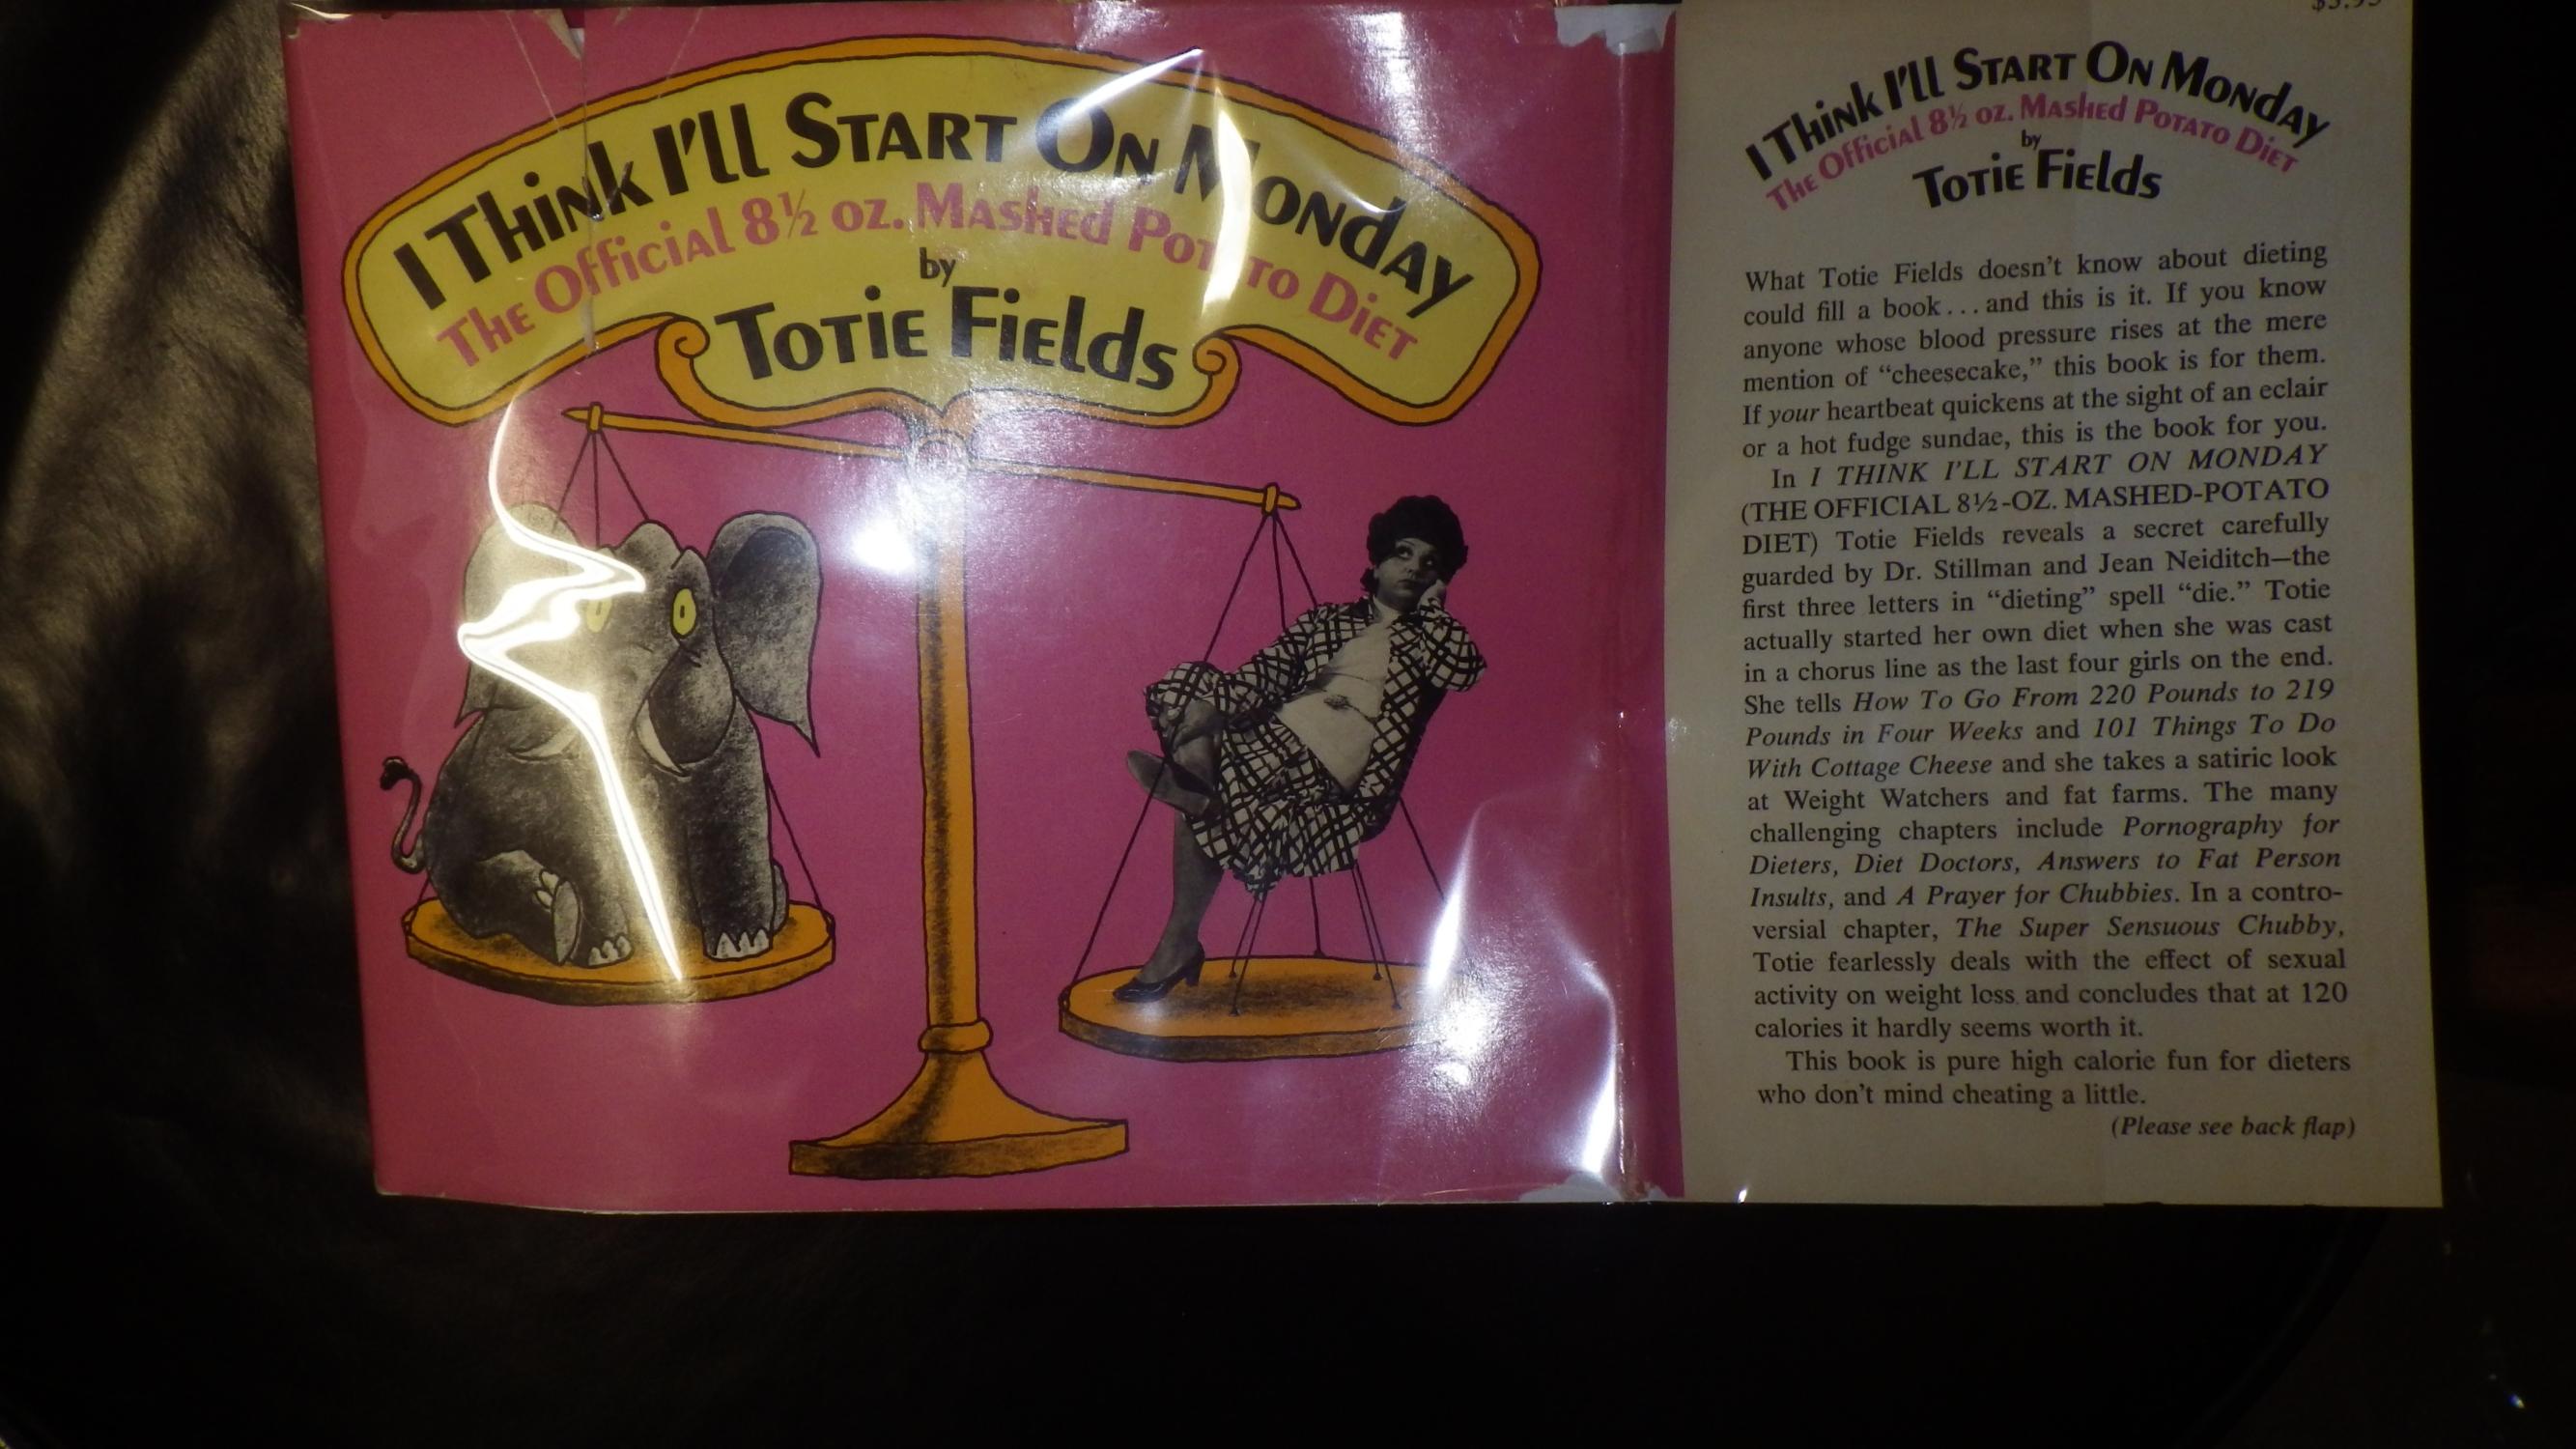 I Think I'll Start On Monday
The Official 8½ oz. Mashed Potato Diet
by
Totie Fields
I Think I'll Start On Monday
The Official 8½ oz. Mashed Potato Diet
by
Totie Fields
What Totie Fields doesn't know about dieting
could fill a book...and this is it. If you know
anyone whose blood pressure rises at the mere
mention of “cheesecake,” this book is for them.
If your heartbeat quickens at the sight of an eclair
or a hot fudge sundae, this is the book for you.
In I THINK I'LL START ON MONDAY
(THE OFFICIAL 8½-OZ. MASHED-POTATO
DIET) Totie Fields reveals a secret carefully
guarded by Dr. Stillman and Jean Neiditch—the
first three letters in “dieting” spell “die.” Totie
actually started her own diet when she was cast
in a chorus line as the last four girls on the end.
She tells How To Go From 220 Pounds to 219
Pounds in Four Weeks and 101 Things To Do
With Cottage Cheese and she takes a satiric look
at Weight Watchers and fat farms. The many
challenging chapters include Pornography for
Dieters, Diet Doctors, Answers to Fat Person
Insults, and A Prayer for Chubbies. In a contro-
versial chapter, The Super Sensuous Chubby,
Totie fearlessly deals with the effect of sexual
activity on weight loss and concludes that at 120
calories it hardly seems worth it.
This book is pure high calorie fun for dieters
who don't mind cheating a little.
(Please see back flap)